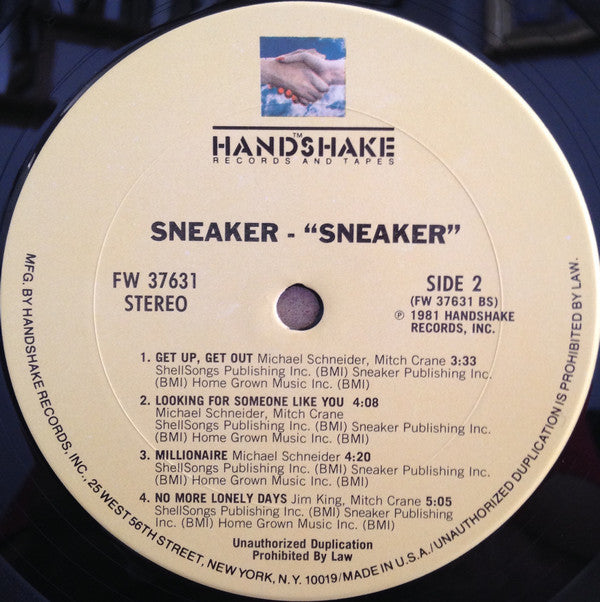 HANDSHAKE™
RECORDS AND TAPES
SNEAKER - “SNEAKER”
FW 37631
STEREO
SIDE 2
(FW 37631 BS)
℗ 1981 HANDSHAKE
RECORDS, INC.
1. GET UP, GET OUT Michael Schneider, Mitch Crane 3:33
ShellSongs Publishing Inc. (BMI) Sneaker Publishing Inc.
(BMI) Home Grown Music Inc. (BMI)
2. LOOKING FOR SOMEONE LIKE YOU 4:08
Michael Schneider, Mitch Crane
ShellSongs Publishing Inc. (BMI) Sneaker Publishing Inc.
(BMI) Home Grown Music Inc. (BMI)
3. MILLIONAIRE Michael Schneider 4:20
ShellSongs Publishing Inc. (BMI) Sneaker Publishing Inc.
(BMI) Home Grown Music Inc. (BMI)
4. NO MORE LONELY DAYS Jim King, Mitch Crane 5:05
ShellSongs Publishing Inc. (BMI) Sneaker Publishing
Inc. (BMI) Home Grown Music Inc. (BMI)
Unauthorized Duplication
Prohibited By Law
MFG. BY HANDSHAKE RECORDS, INC., 25 WEST 56TH STREET, NEW YORK, N.Y. 10019/MADE IN U.S.A./UNAUTHORIZED DUPLICATION IS PROHIBITED BY LAW.